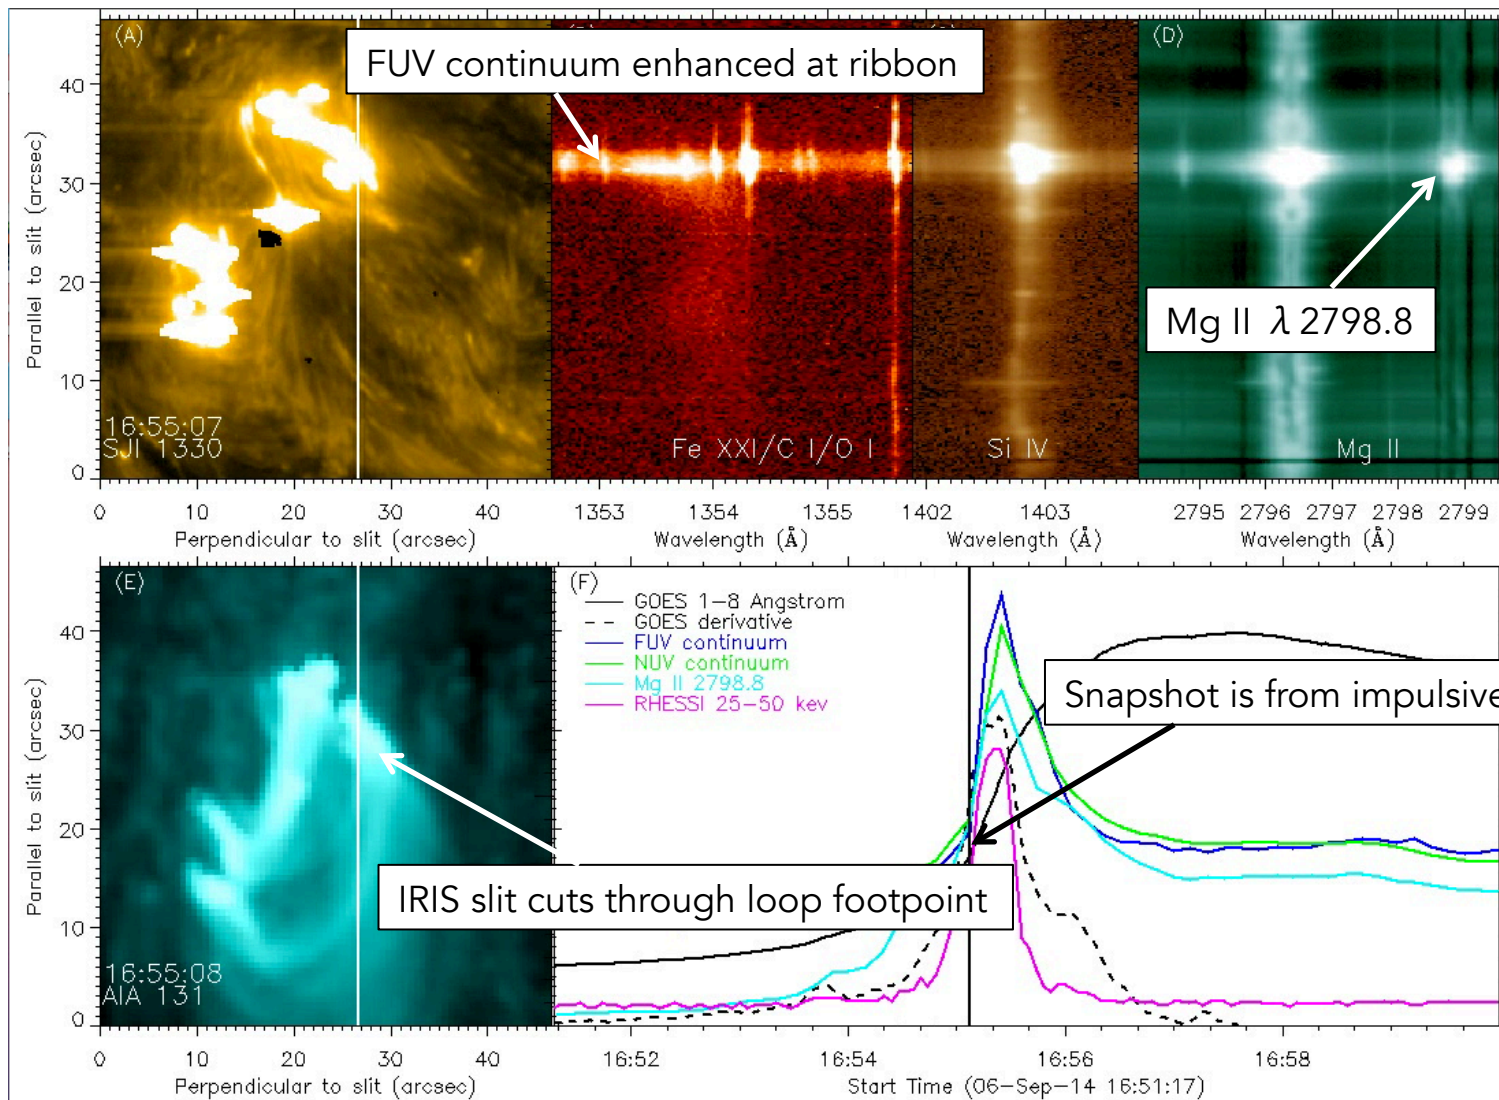 (A)
FUV continuum enhanced at ribbon
(D)
Parallel to slit (arcsec)
40
30
20
10
0
16:55:07
SJI 1330
Fe XXI/C I/O I
Si IV
Mg II
Mg II λ 2798.8
0 10 20 30 40
1353 1354 1355
1402 1403
2795 2796 2797 2798 2799
Perpendicular to slit (arcsec)
Wavelength (Å)
Wavelength (Å)
Wavelength (Å)
(E)
Parallel to slit (arcsec)
40
30
20
10
0
16:55:08
AIA 131
IRIS slit cuts through loop footpoint
0 10 20 30 40
Perpendicular to slit (arcsec)
(F)
GOES 1-8 Angstrom
GOES derivative
FUV continuum
NUV continuum
Mg II 2798.8
RHESSI 25-50 kev
Snapshot is from impulsive
16:52 16:54 16:56 16:58
Start Time (06-Sep-14 16:51:17)